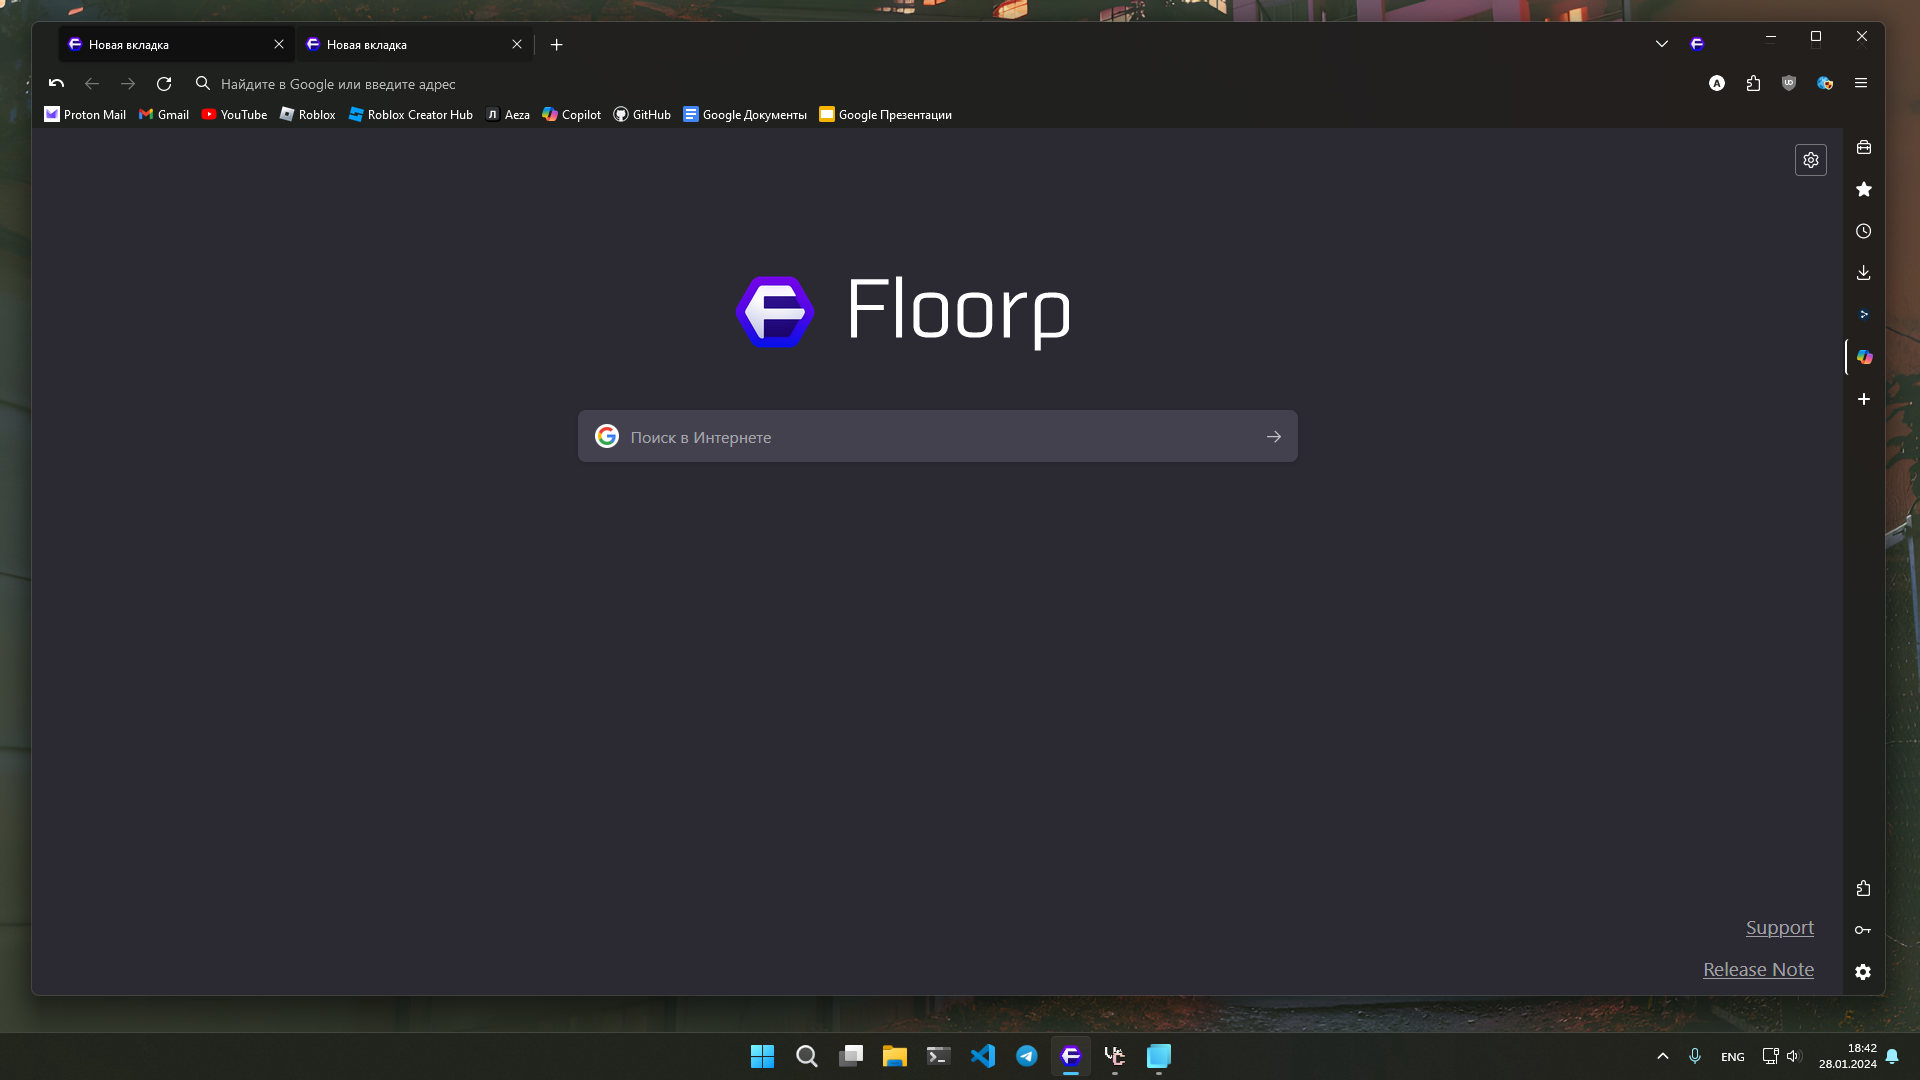 Новая вкладка
Новая вкладка
Найдите в Google или введите адрес
A
UD
Proton Mail
Gmail
YouTube
Roblox
Roblox Creator Hub
Л
Aeza
Copilot
GitHub
Google Документы
Google Презентации
Floorp
Поиск в Интернете
Support
Release Note
ENG
18:42
28.01.2024